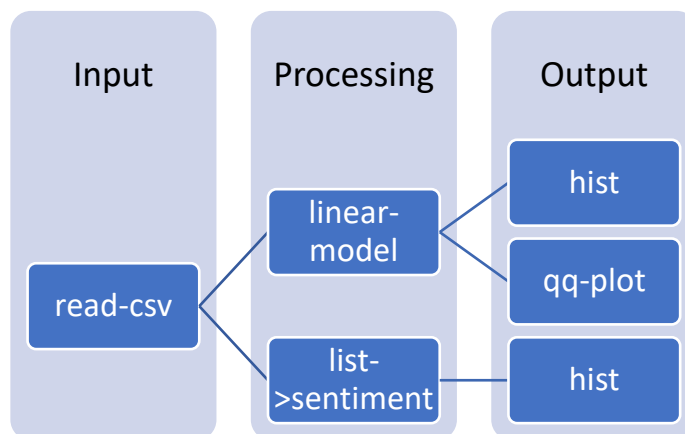 Input
Processing
Output
read-csv
linear-
model
list-
>sentiment
hist
qq-plot
hist